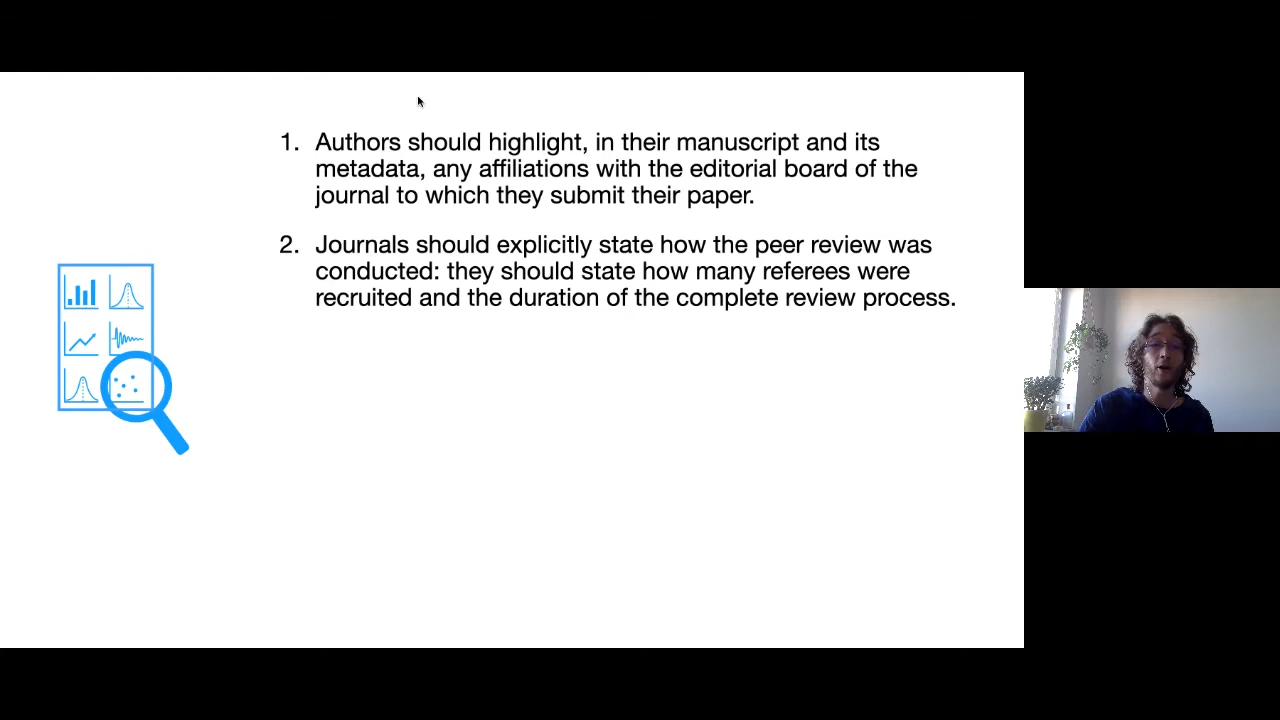 1. Authors should highlight, in their manuscript and its
metadata, any affiliations with the editorial board of the
journal to which they submit their paper.
2. Journals should explicitly state how the peer review was
conducted: they should state how many referees were
recruited and the duration of the complete review process.